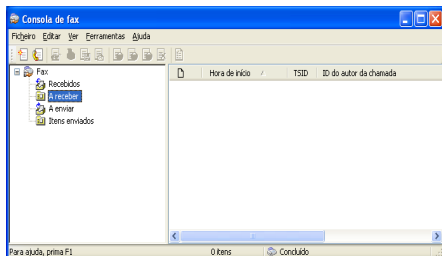 Consola de fax
Ficheiro Editar Ver Ferramentas Ajuda
Fax
Recebidos
A receber
A enviar
Itens enviados
Hora de início TSID ID do autor da chamada
Para ajuda, prima F1 0 itens Concluído